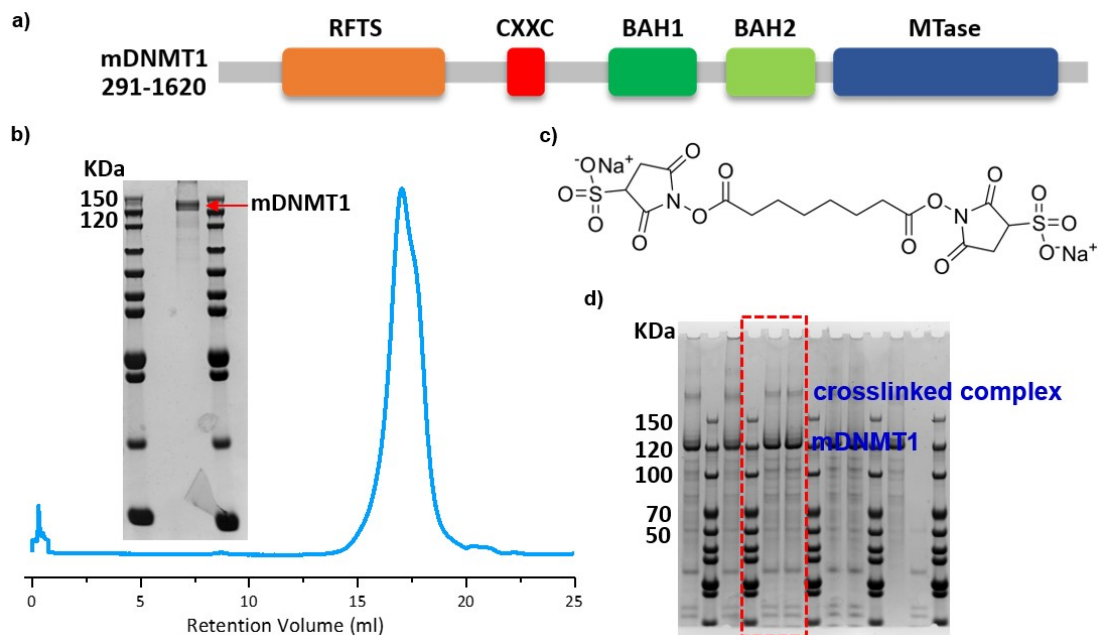 a)
RFTS CXXC BAH1 BAH2 MTase
mDNMT1
291-1620
b)
KDa
150
120
mDNMT1
0 5 10 15 20 25
Retention Volume (ml)
c)
O⁻Na⁺
O=S=O
O
O
N
O
O
O
O
O
N
O
O
O
S
O
O
O⁻Na⁺
d)
KDa
150
120
100
70
50
crosslinked complex
mDNMT1